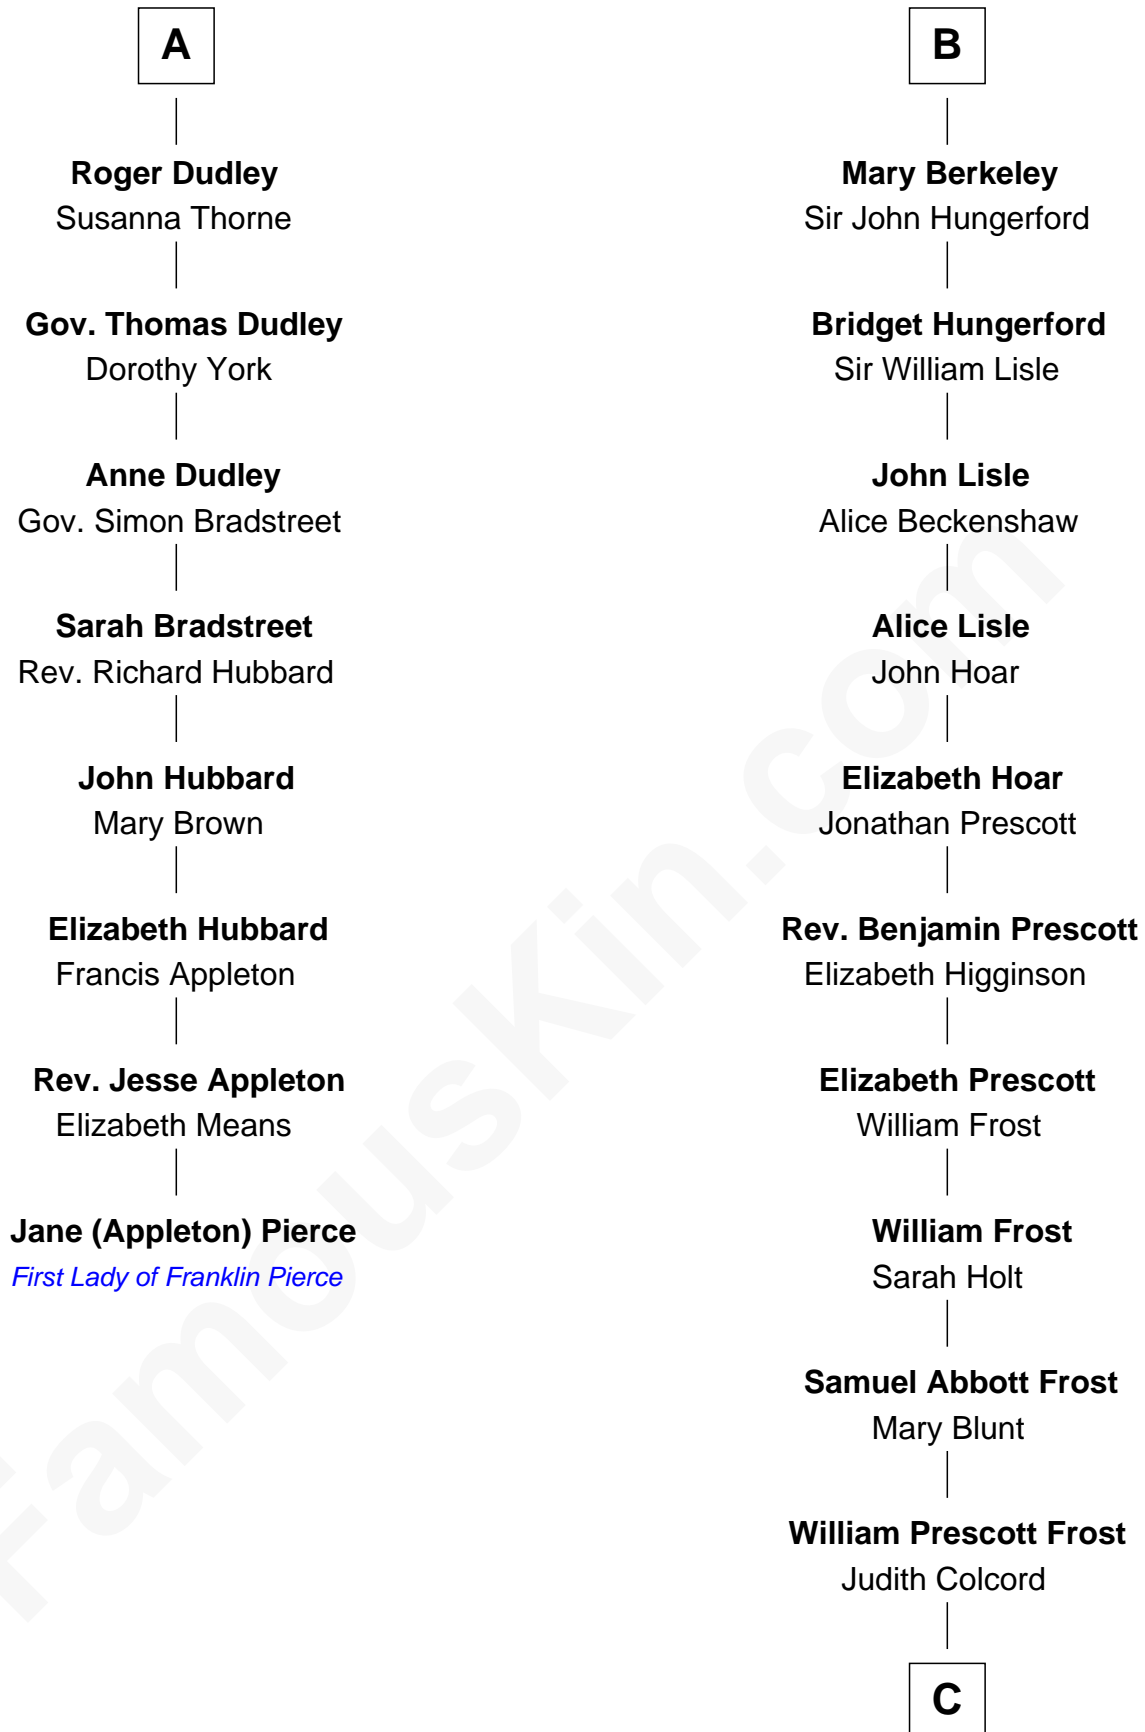 A
Roger Dudley
Susanna Thorne
Gov. Thomas Dudley
Dorothy York
Anne Dudley
Gov. Simon Bradstreet
Sarah Bradstreet
Rev. Richard Hubbard
John Hubbard
Mary Brown
Elizabeth Hubbard
Francis Appleton
Rev. Jesse Appleton
Elizabeth Means
Jane (Appleton) Pierce
First Lady of Franklin Pierce
B
Mary Berkeley
Sir John Hungerford
Bridget Hungerford
Sir William Lisle
John Lisle
Alice Beckenshaw
Alice Lisle
John Hoar
Elizabeth Hoar
Jonathan Prescott
Rev. Benjamin Prescott
Elizabeth Higginson
Elizabeth Prescott
William Frost
William Frost
Sarah Holt
Samuel Abbott Frost
Mary Blunt
William Prescott Frost
Judith Colcord
C
FamousKin.com